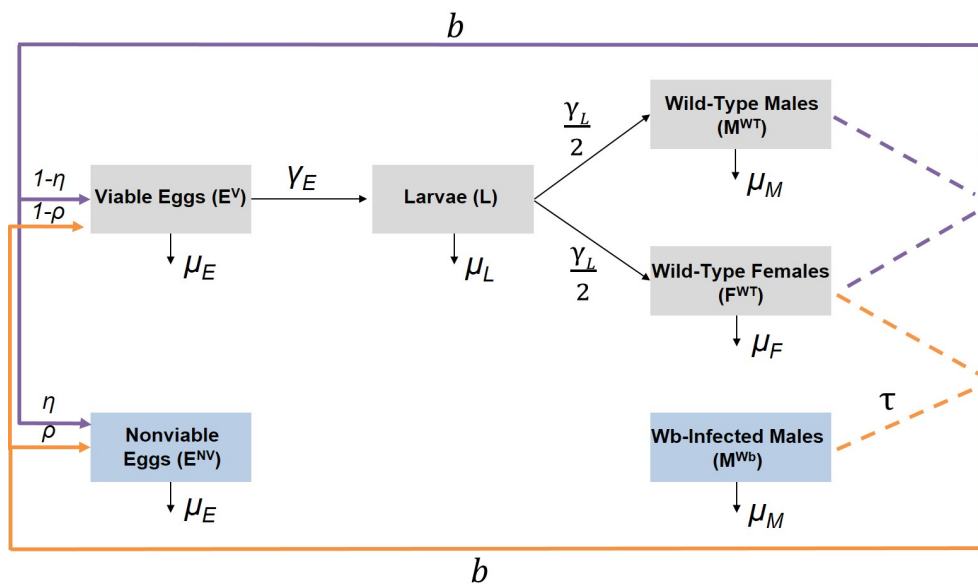 b
Wild-Type Males
(M^WT)
γ_L
2
μ_M
1-η
1-ρ
Viable Eggs (E^V)
γ_E
Larvae (L)
μ_E
μ_L
γ_L
2
Wild-Type Females
(F^WT)
μ_F
η
ρ
Nonviable
Eggs (E^NV)
μ_E
τ
Wb-Infected Males
(M^Wb)
μ_M
b